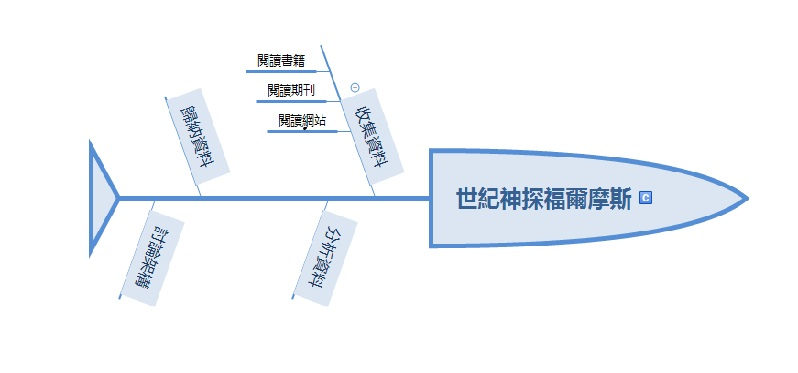 閱讀書籍
閱讀期刊
閱讀網站
收集資料
歸納資料
世紀神探福爾摩斯
C
討論架構
分析資料